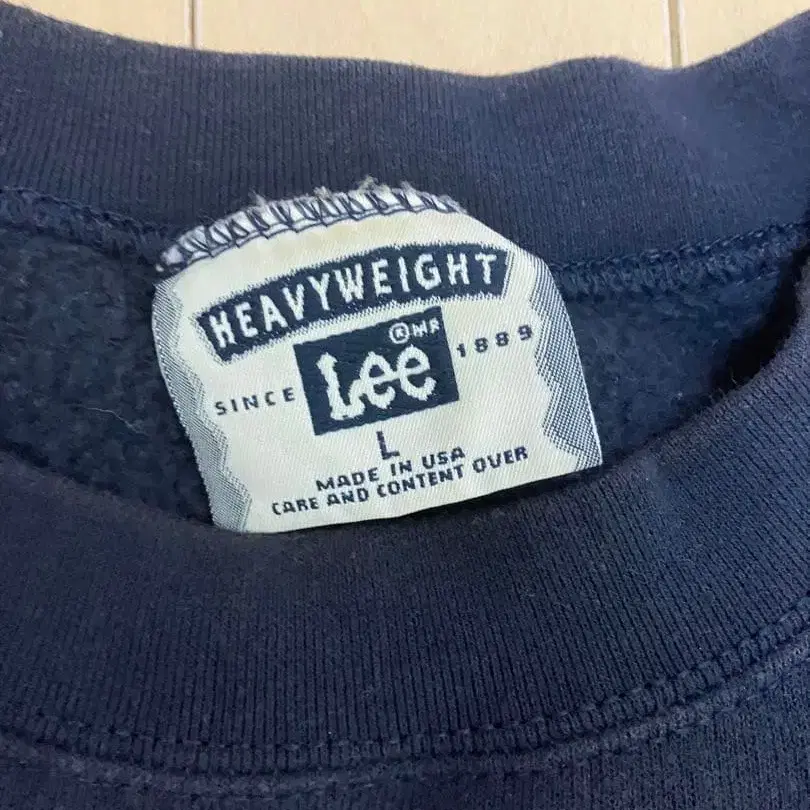 HEAVYWEIGHT
®MR
SINCE Lee 1889
L
MADE IN USA
CARE AND CONTENT OVER